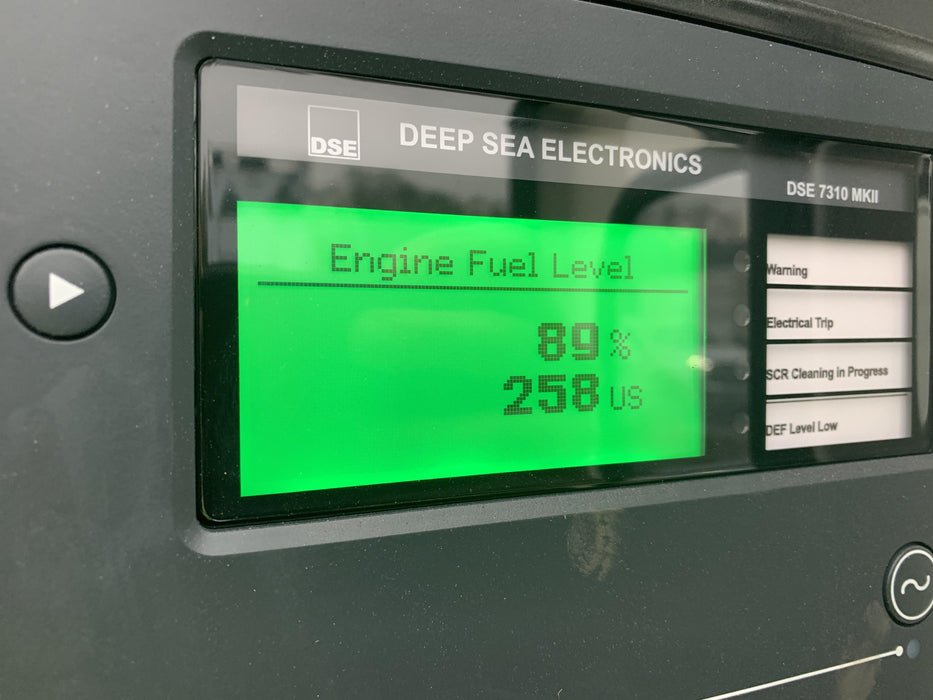 DSE
DEEP SEA ELECTRONICS
DSE 7310 MKII
Engine Fuel Level
89 %
258 US
Warning
Electrical Trip
SCR Cleaning in Progress
DEF Level Low